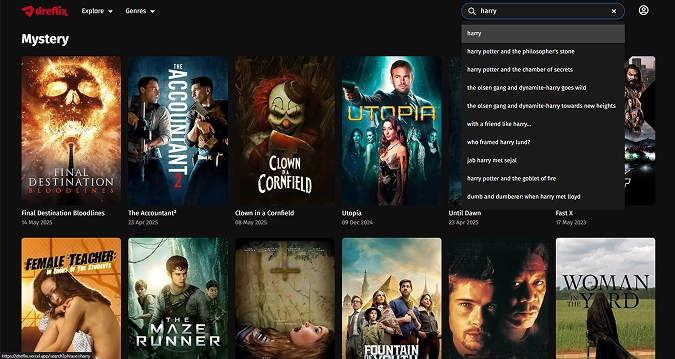 dreflix
Explore
Genres
harry
Mystery
harry
harry potter and the philosopher's stone
harry potter and the chamber of secrets
the olsen gang and dynamite-harry goes wild
the olsen gang and dynamite-harry towards new heights
with a friend like harry...
who framed harry lund?
jab harry met sejal
harry potter and the goblet of fire
dumb and dumberer: when harry met lloyd
FINAL
DESTINATION
BLOODLINES
THE
ACCOUNTANT
2
CLOWN
IN A
CORNFIELD
UTOPIA
Final Destination Bloodlines
The Accountant²
Clown in a Cornfield
Utopia
Until Dawn
Fast X
14 May 2025
23 Apr 2025
08 May 2025
09 Dec 2024
23 Apr 2025
17 May 2023
FEMALE TEACHER:
IN FRONT OF THE STUDENTS
THE
MAZE
RUNNER
FOUNTAIN
OF YOUTH
SE7EN
WOMAN
IN THE
YARD
https://dreflix.vercel.app/search?phrase=harry